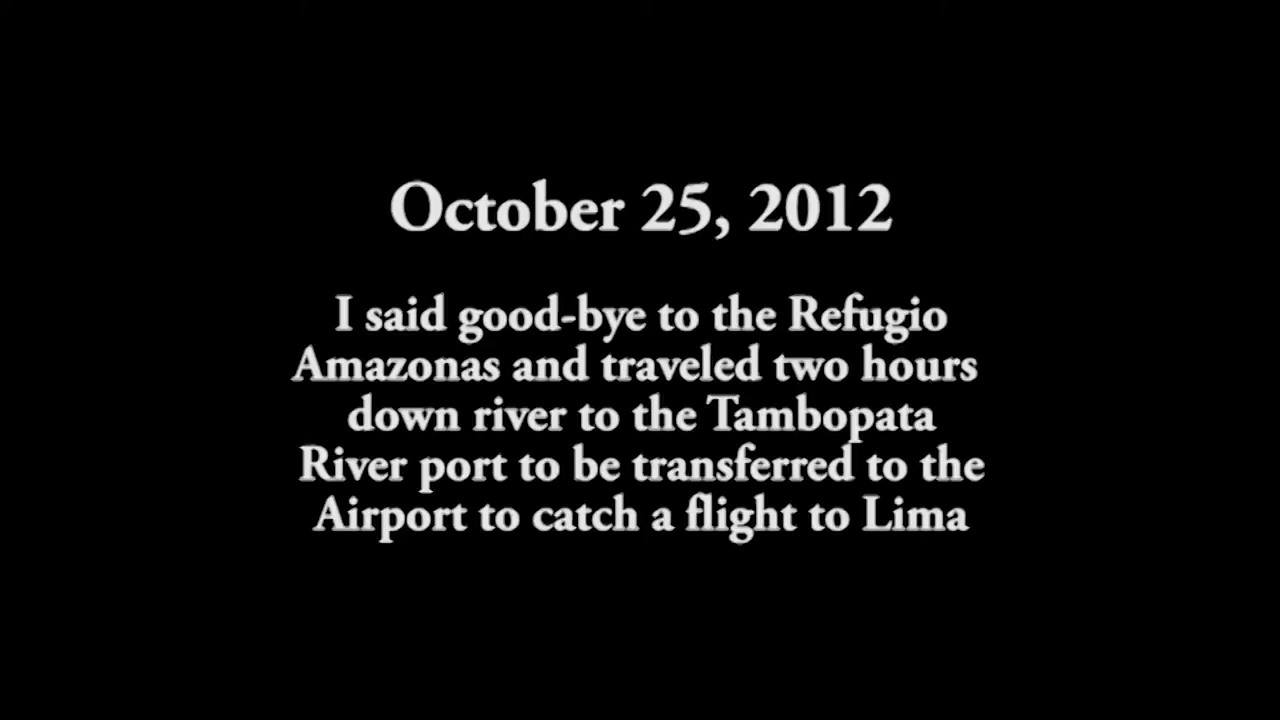 October 25, 2012
I said good-bye to the Refugio
Amazonas and traveled two hours
down river to the Tambopata
River port to be transferred to the
Airport to catch a flight to Lima